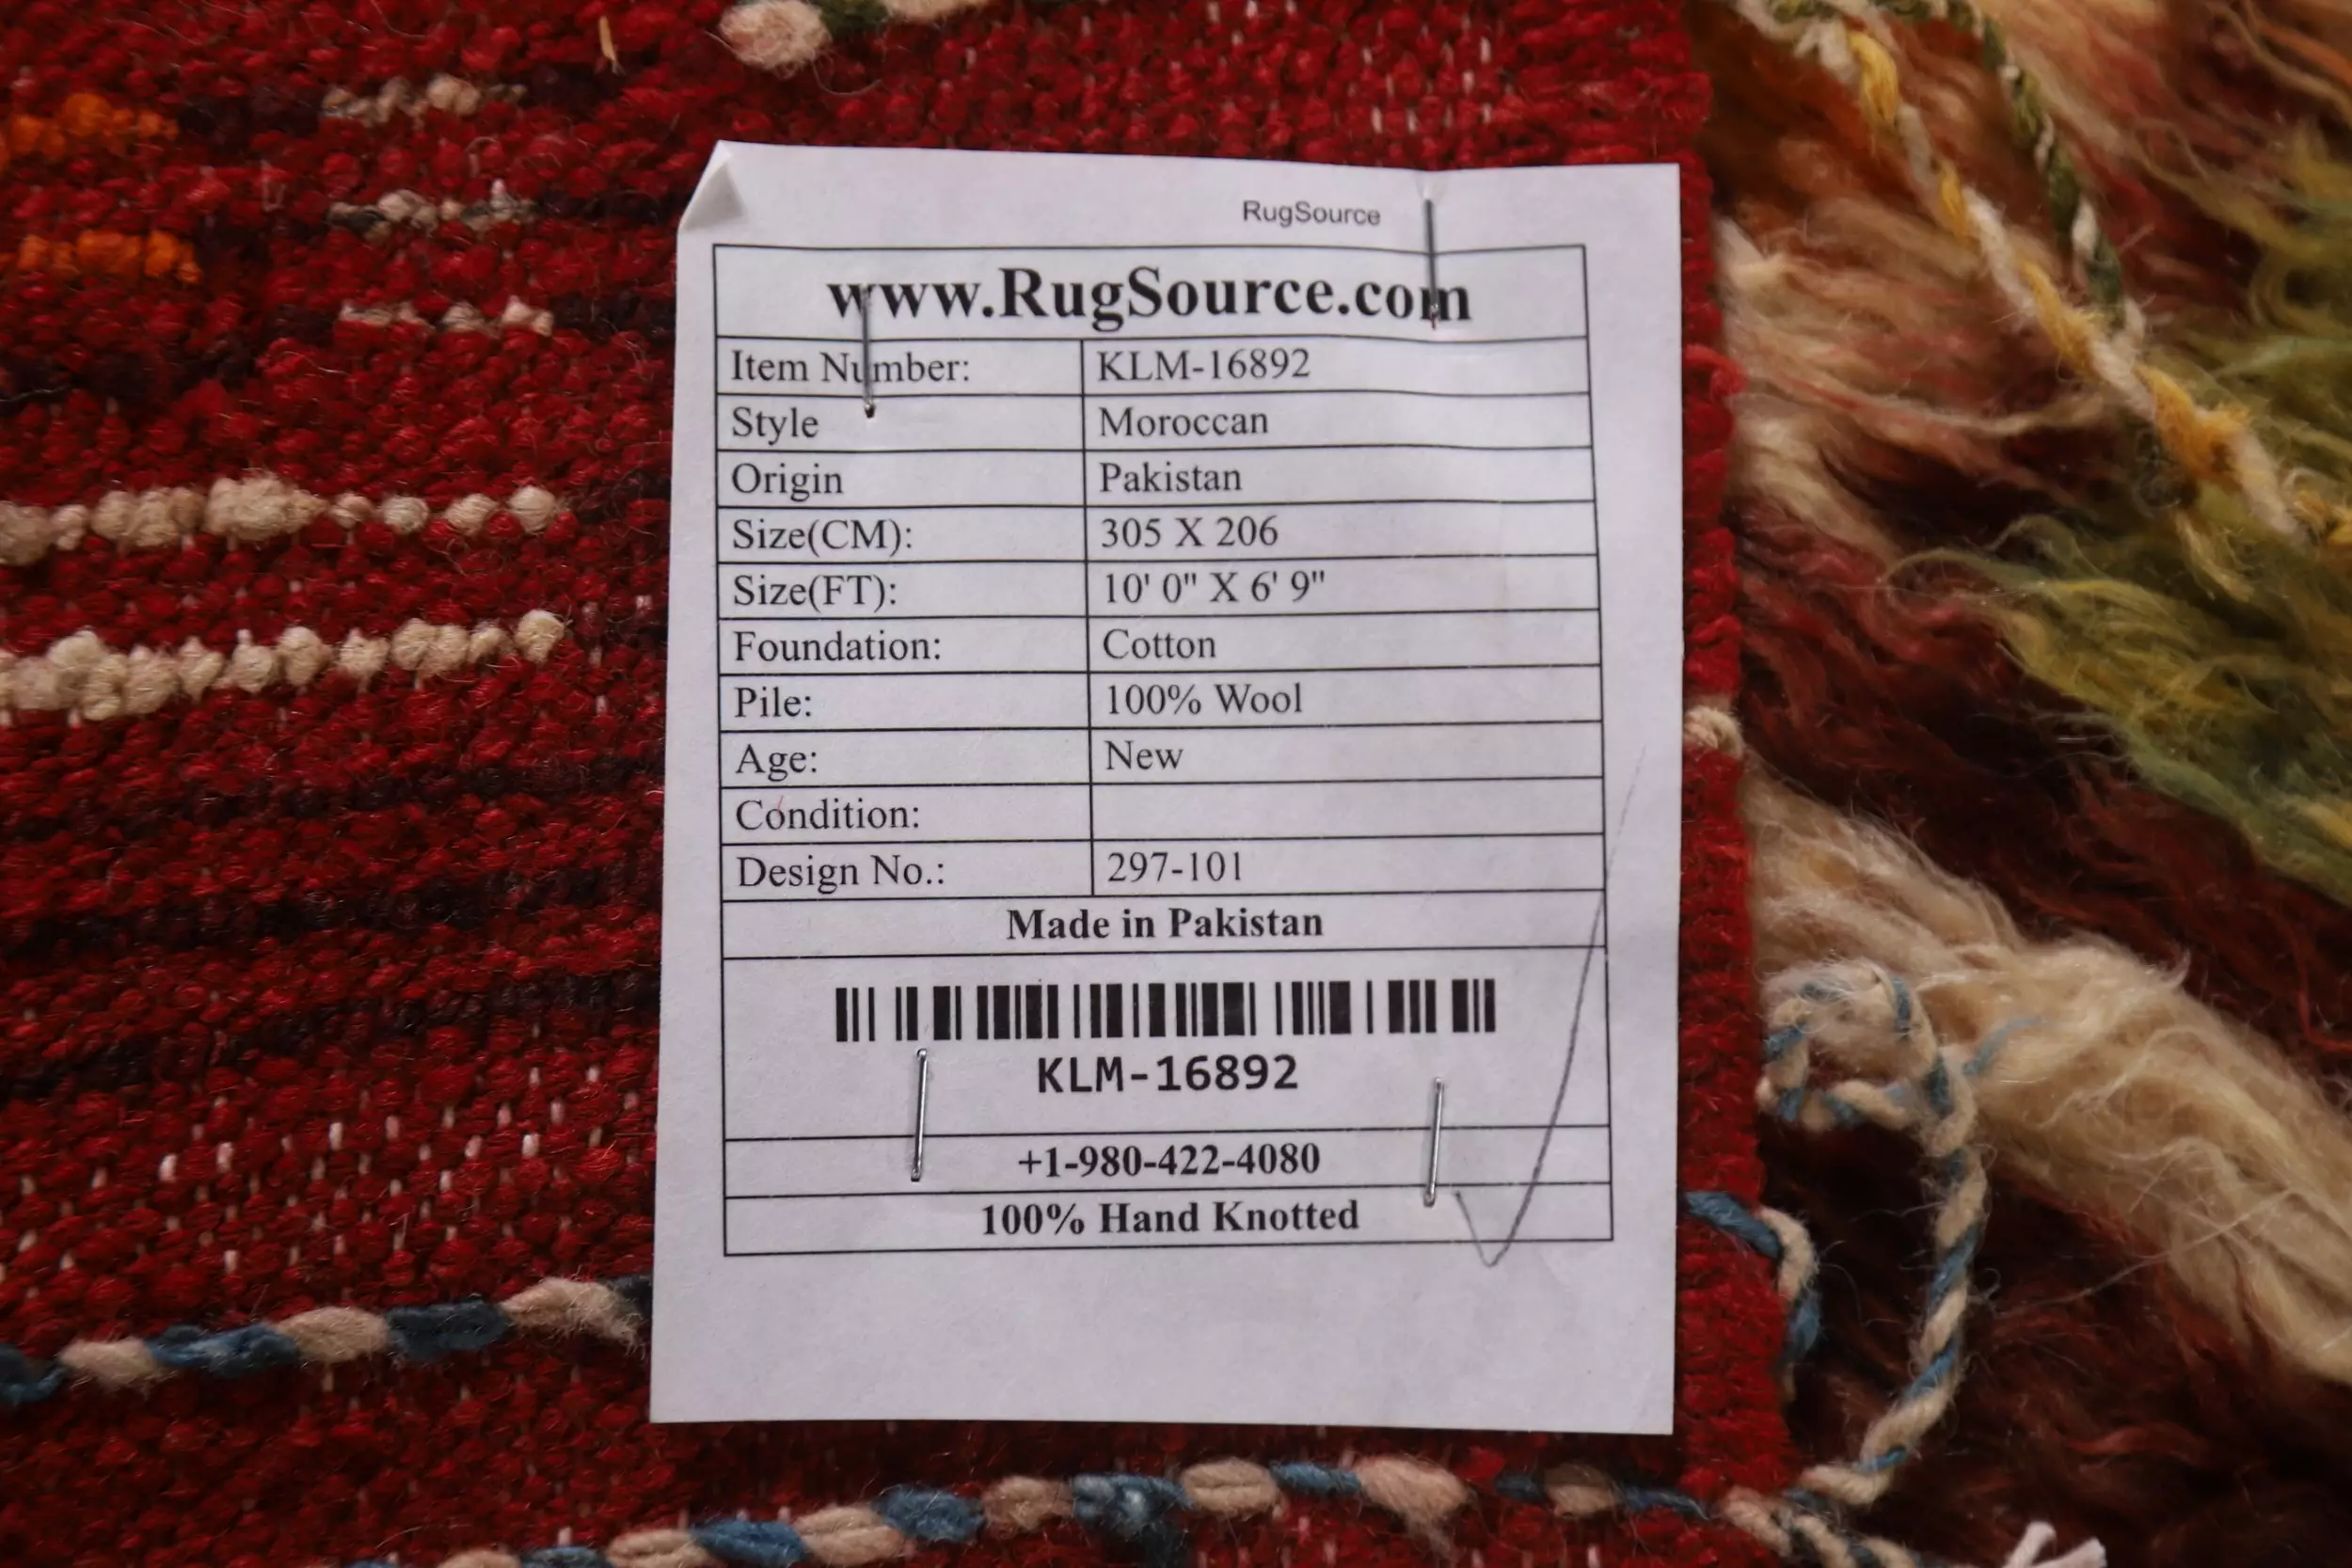 RugSource
www.RugSource.com
Item Number: KLM-16892
Style Moroccan
Origin Pakistan
Size(CM): 305 X 206
Size(FT): 10' 0" X 6' 9"
Foundation: Cotton
Pile: 100% Wool
Age: New
Condition:
Design No.: 297-101
Made in Pakistan
KLM-16892
+1-980-422-4080
100% Hand Knotted